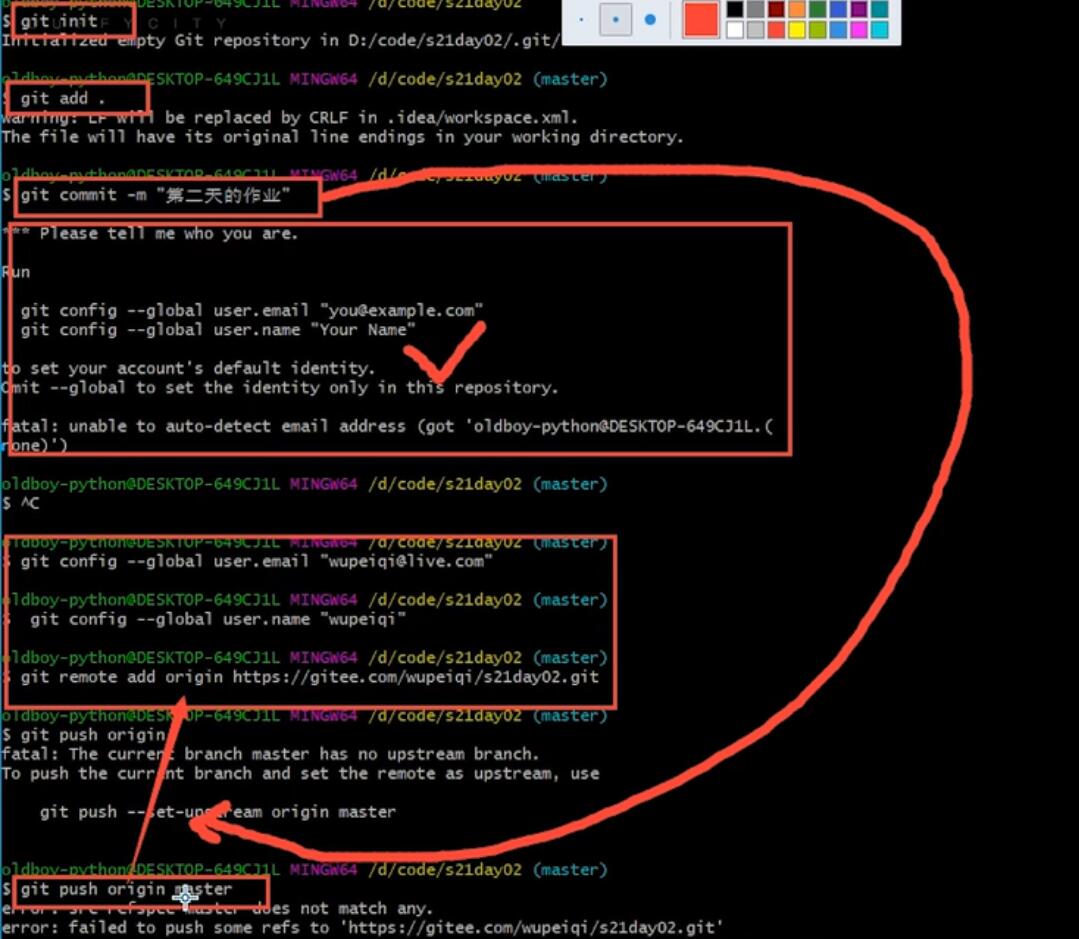 oldboy-python@DESKTOP-649CJ1L MINGW64 /d/code/s21day02
$ git init
Initialized empty Git repository in D:/code/s21day02/.git/
oldboy-python@DESKTOP-649CJ1L MINGW64 /d/code/s21day02 (master)
$ git add .
warning: LF will be replaced by CRLF in .idea/workspace.xml.
The file will have its original line endings in your working directory.
oldboy-python@DESKTOP-649CJ1L MINGW64 /d/code/s21day02 (master)
$ git commit -m "第二天的作业"
*** Please tell me who you are.
Run
git config --global user.email "you@example.com"
git config --global user.name "Your Name"
to set your account's default identity.
Omit --global to set the identity only in this repository.
fatal: unable to auto-detect email address (got 'oldboy-python@DESKTOP-649CJ1L.(
none)')
oldboy-python@DESKTOP-649CJ1L MINGW64 /d/code/s21day02 (master)
$ ^C
oldboy-python@DESKTOP-649CJ1L MINGW64 /d/code/s21day02 (master)
$ git config --global user.email "wupeiqi@live.com"
oldboy-python@DESKTOP-649CJ1L MINGW64 /d/code/s21day02 (master)
$ git config --global user.name "wupeiqi"
oldboy-python@DESKTOP-649CJ1L MINGW64 /d/code/s21day02 (master)
$ git remote add origin https://gitee.com/wupeiqi/s21day02.git
oldboy-python@DESKTOP-649CJ1L MINGW64 /d/code/s21day02 (master)
$ git push origin
fatal: The current branch master has no upstream branch.
To push the current branch and set the remote as upstream, use
git push --set-upstream origin master
oldboy-python@DESKTOP-649CJ1L MINGW64 /d/code/s21day02 (master)
$ git push origin master
error: src refspec master does not match any.
error: failed to push some refs to 'https://gitee.com/wupeiqi/s21day02.git'